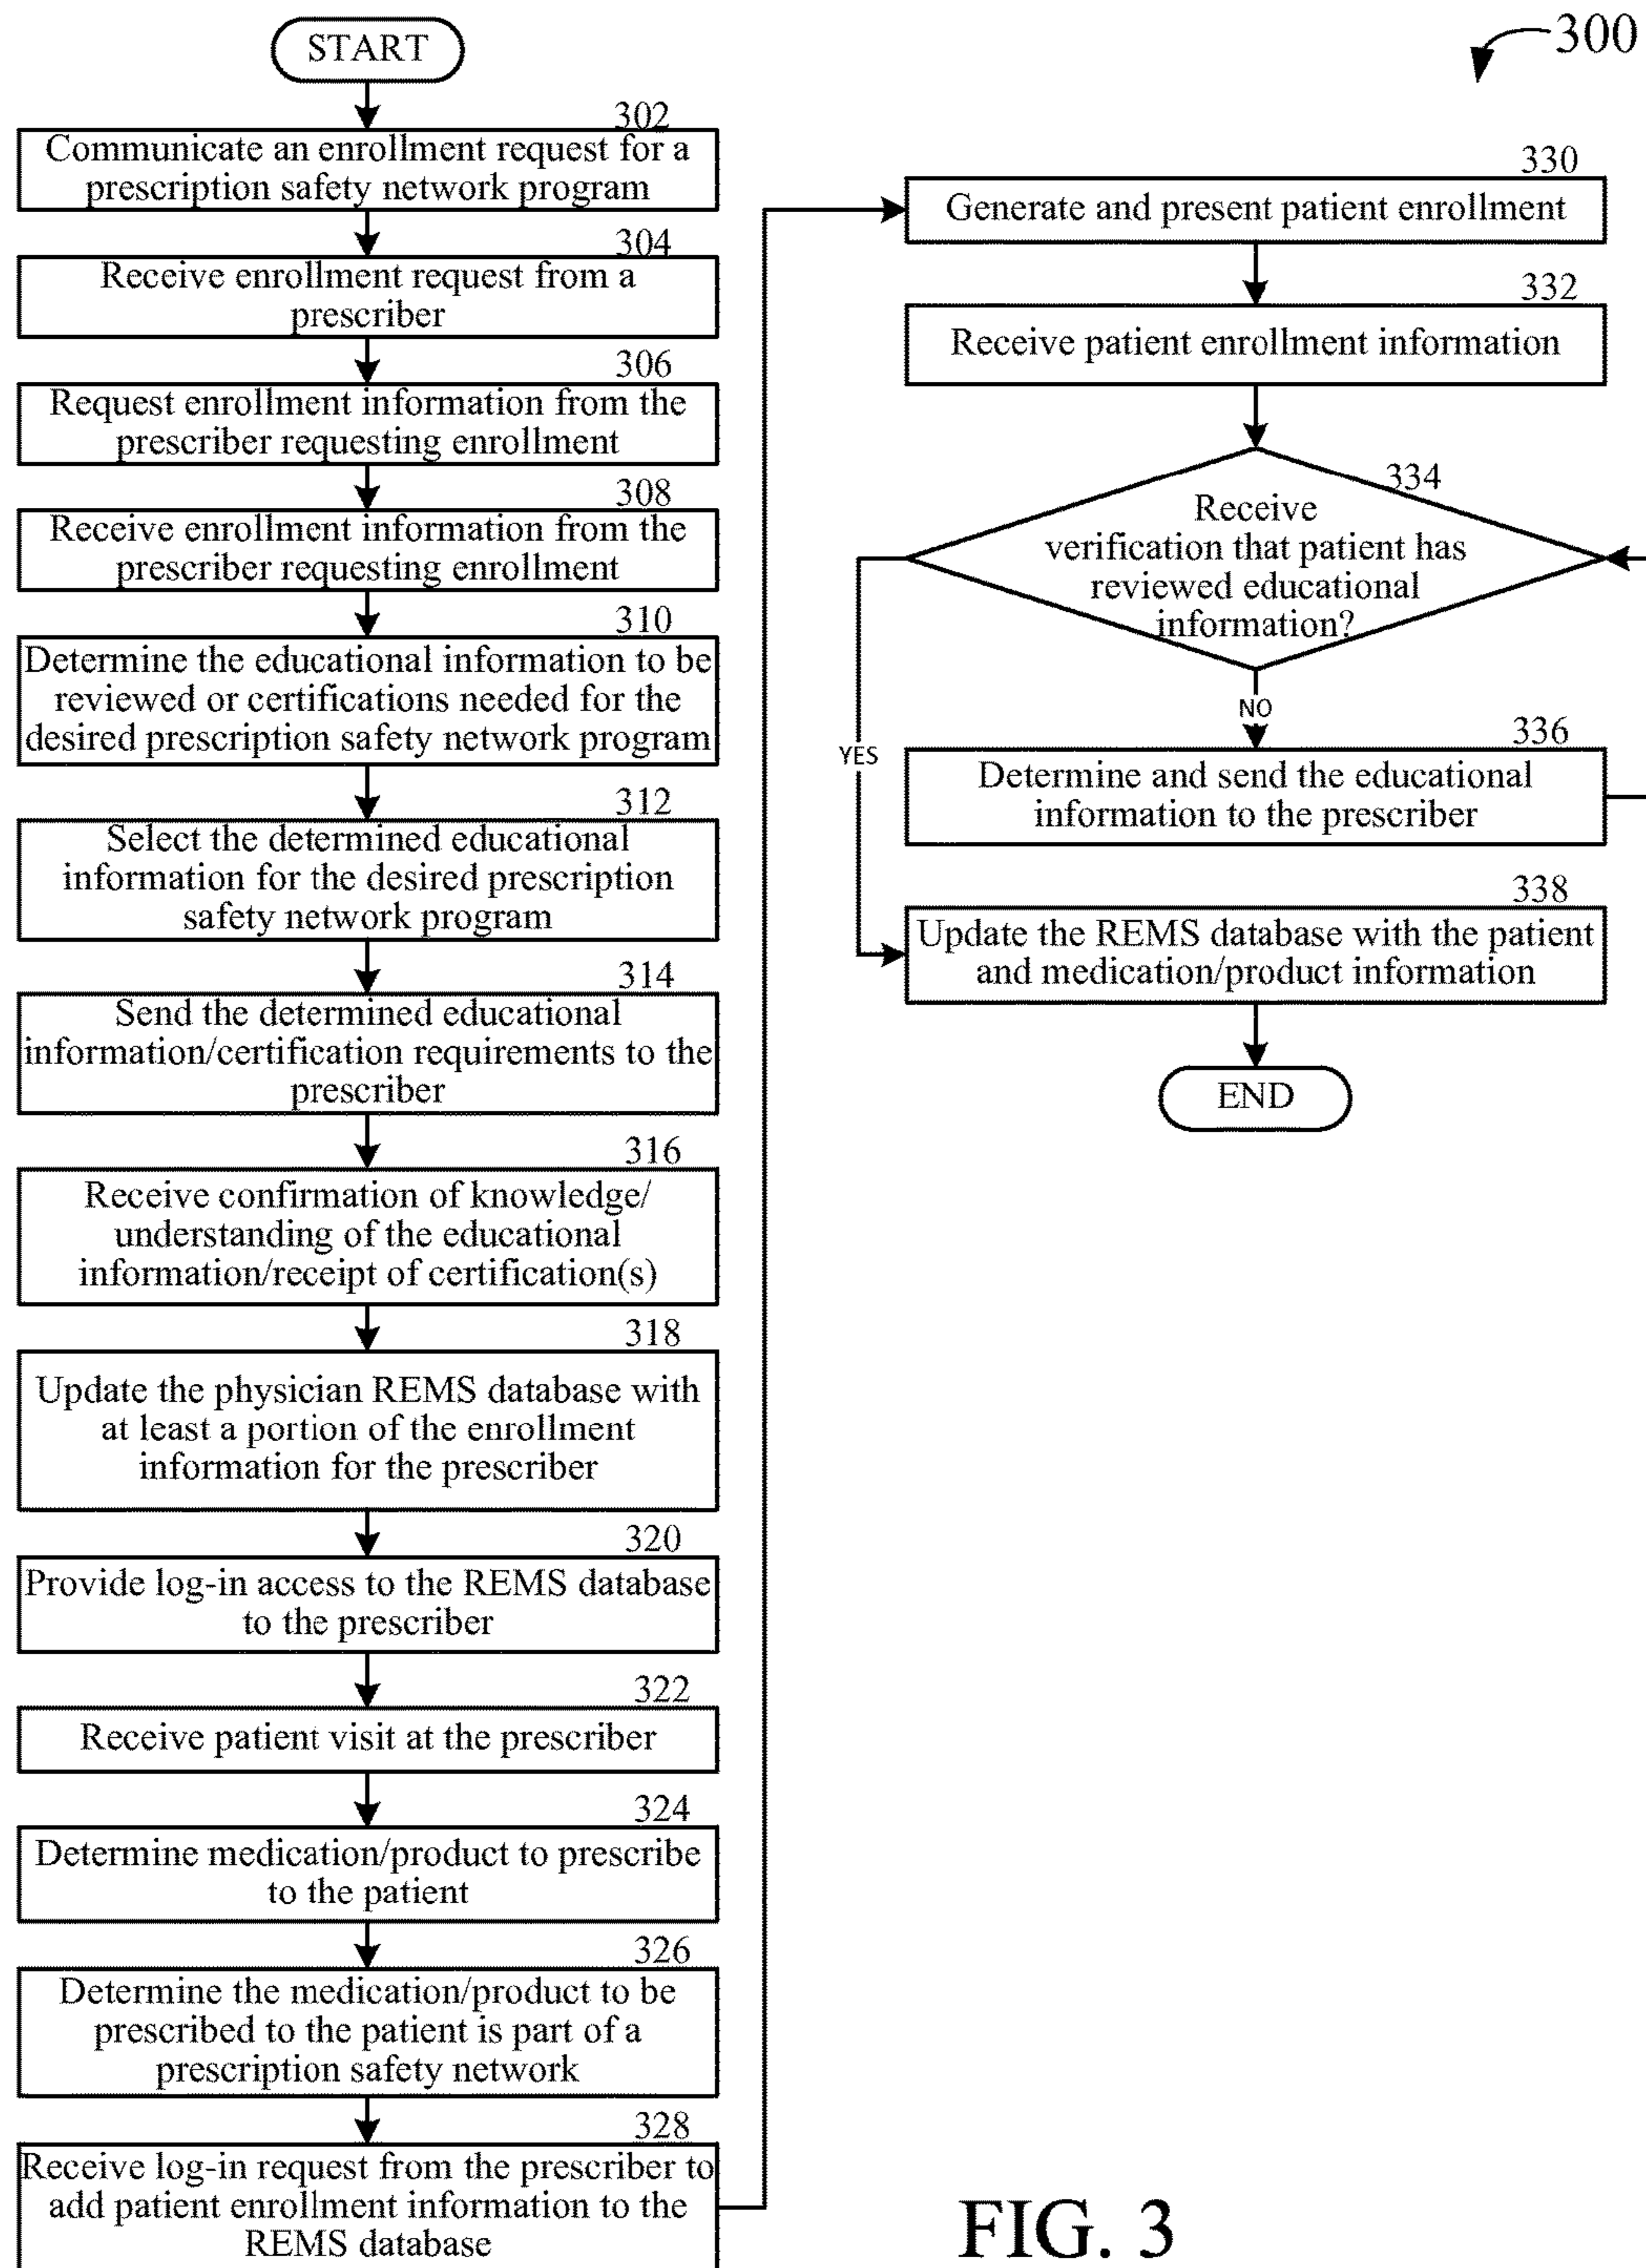 START
300
302
Communicate an enrollment request for a
prescription safety network program
304
Receive enrollment request from a
prescriber
306
Request enrollment information from the
prescriber requesting enrollment
308
Receive enrollment information from the
prescriber requesting enrollment
310
Determine the educational information to be
reviewed or certifications needed for the
desired prescription safety network program
312
Select the determined educational
information for the desired prescription
safety network program
314
Send the determined educational
information/certification requirements to the
prescriber
316
Receive confirmation of knowledge/
understanding of the educational
information/receipt of certification(s)
318
Update the physician REMS database with
at least a portion of the enrollment
information for the prescriber
320
Provide log-in access to the REMS database
to the prescriber
322
Receive patient visit at the prescriber
324
Determine medication/product to prescribe
to the patient
326
Determine the medication/product to be
prescribed to the patient is part of a
prescription safety network
328
Receive log-in request from the prescriber to
add patient enrollment information to the
REMS database
330
Generate and present patient enrollment
332
Receive patient enrollment information
334
Receive
verification that patient has
reviewed educational
information?
NO
YES
336
Determine and send the educational
information to the prescriber
338
Update the REMS database with the patient
and medication/product information
END
FIG. 3